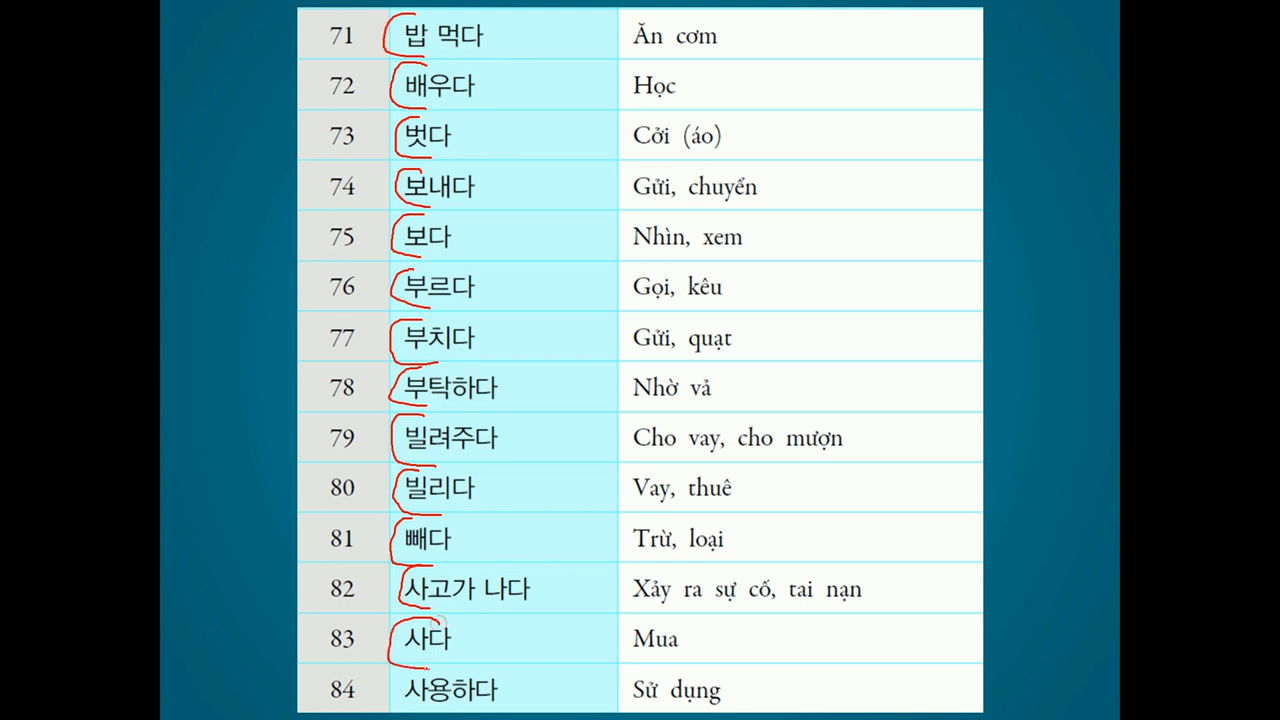 71 밥 먹다 Ăn cơm
72 배우다 Học
73 벗다 Cởi (áo)
74 보내다 Gửi, chuyển
75 보다 Nhìn, xem
76 부르다 Gọi, kêu
77 부치다 Gửi, quạt
78 부탁하다 Nhờ vả
79 빌려주다 Cho vay, cho mượn
80 빌리다 Vay, thuê
81 빼다 Trừ, loại
82 사고가 나다 Xảy ra sự cố, tai nạn
83 사다 Mua
84 사용하다 Sử dụng